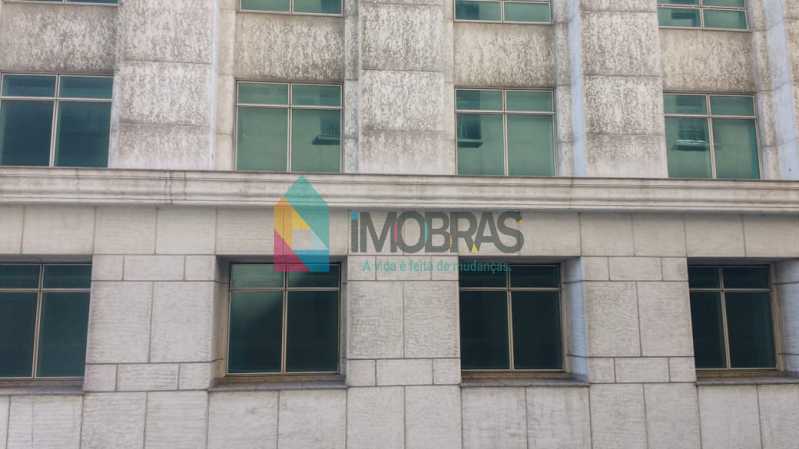 IMOBRAS
A vida é feita de mudanças.